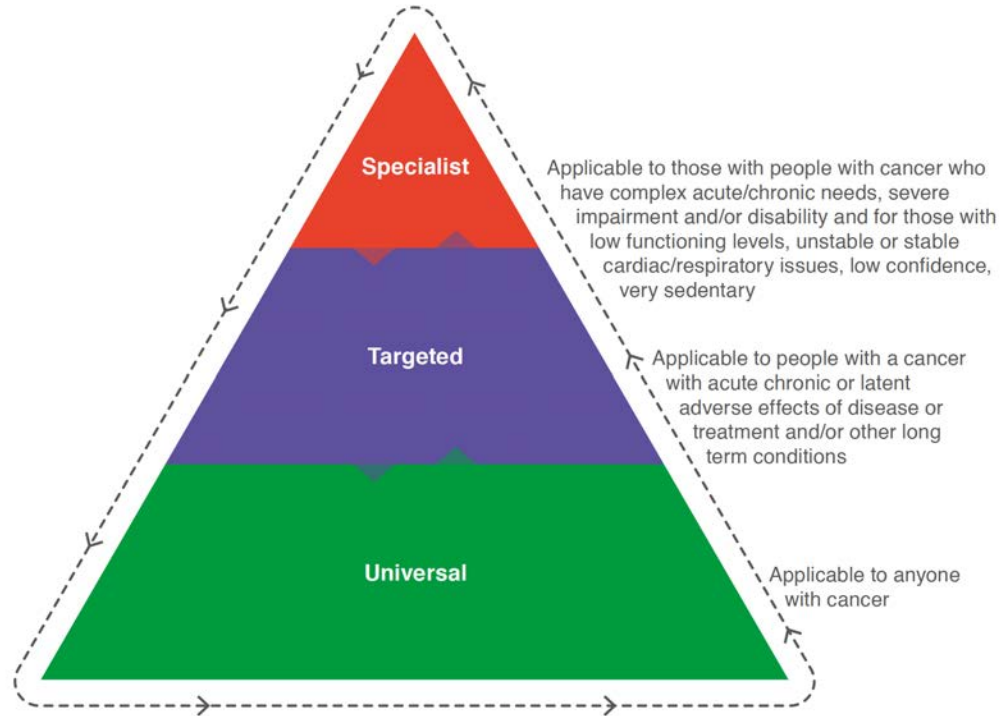 Specialist
Applicable to those with people with cancer who
have complex acute/chronic needs, severe
impairment and/or disability and for those with
low functioning levels, unstable or stable
cardiac/respiratory issues, low confidence,
very sedentary
Targeted
Applicable to people with a cancer
with acute chronic or latent
adverse effects of disease or
treatment and/or other long
term conditions
Universal
Applicable to anyone
with cancer